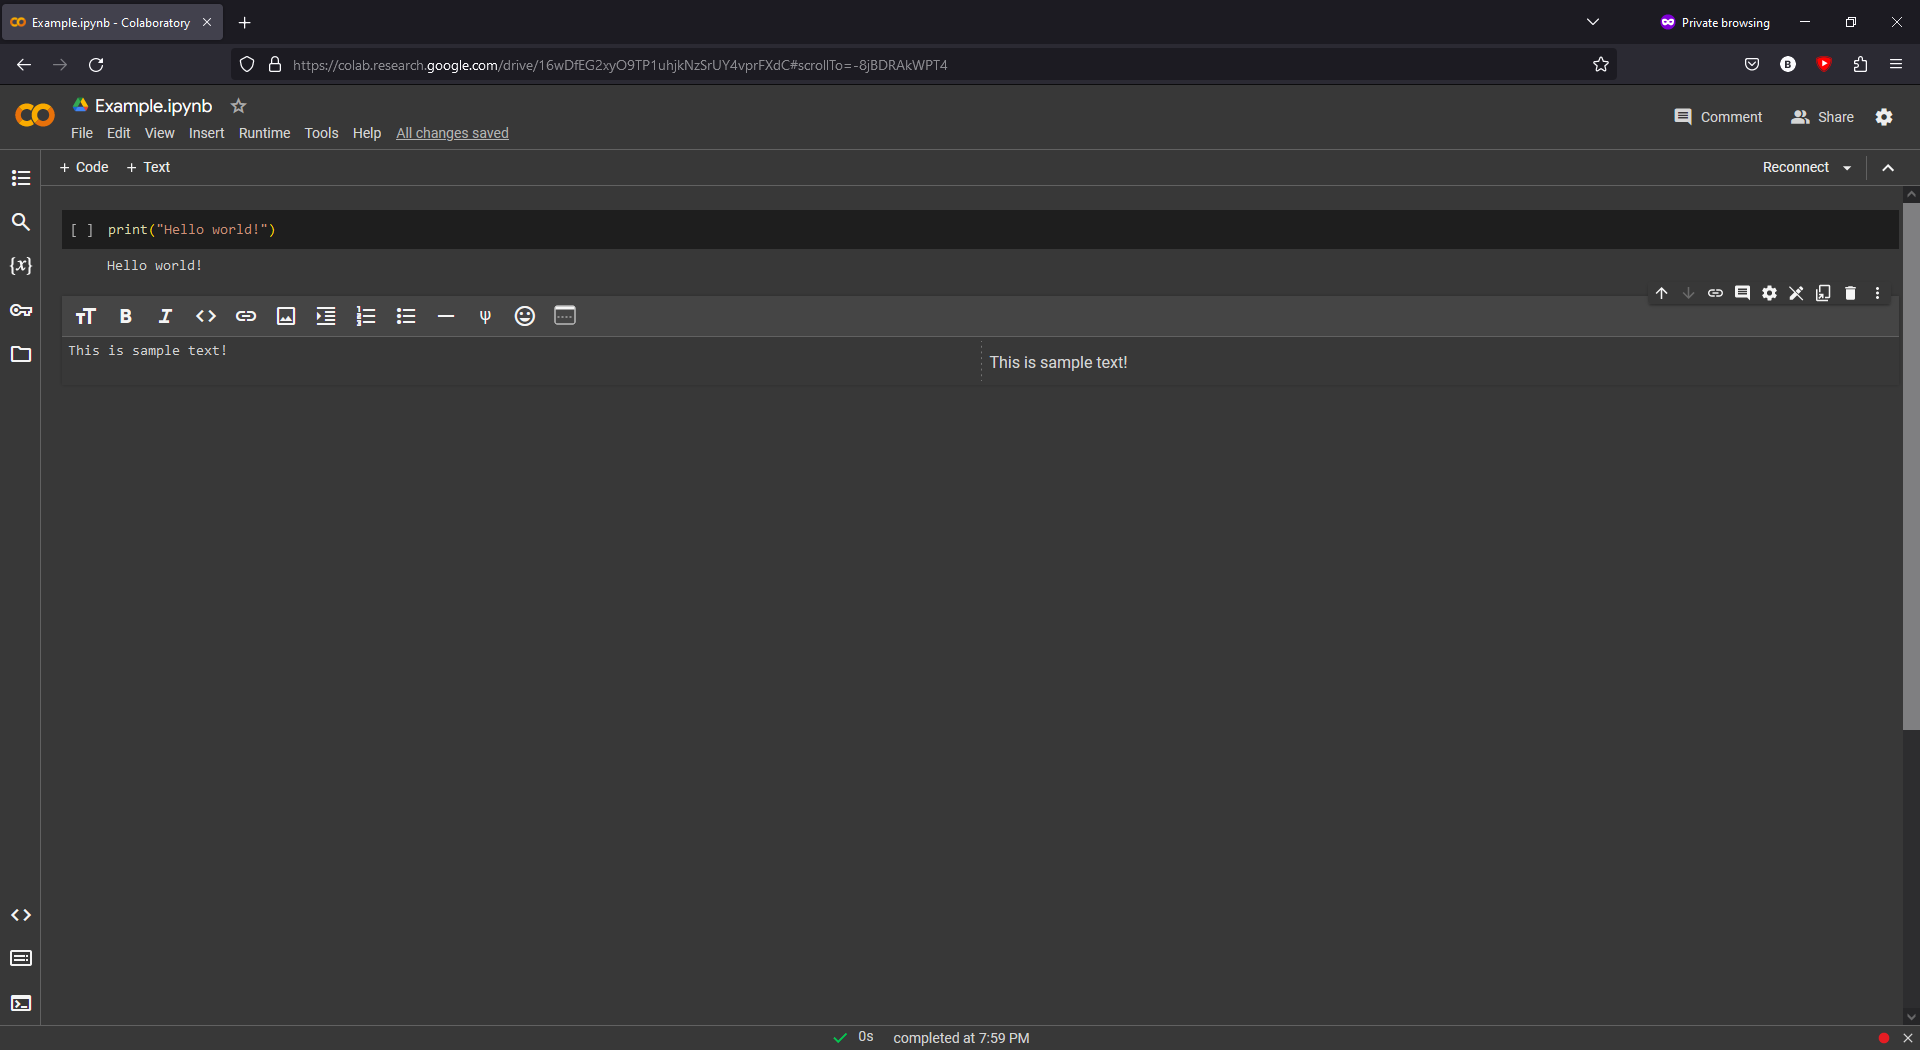 Example.ipynb - Colaboratory
Private browsing
https://colab.research.google.com/drive/16wDfEG2xyO9TP1uhjkNzSrUY4vprFXdC#scrollTo=-8jBDRAkWPT4
Example.ipynb
Comment Share
File Edit View Insert Runtime Tools Help All changes saved
+ Code + Text
Reconnect
[ ] print("Hello world!")
Hello world!
This is sample text!
This is sample text!
0s completed at 7:59 PM